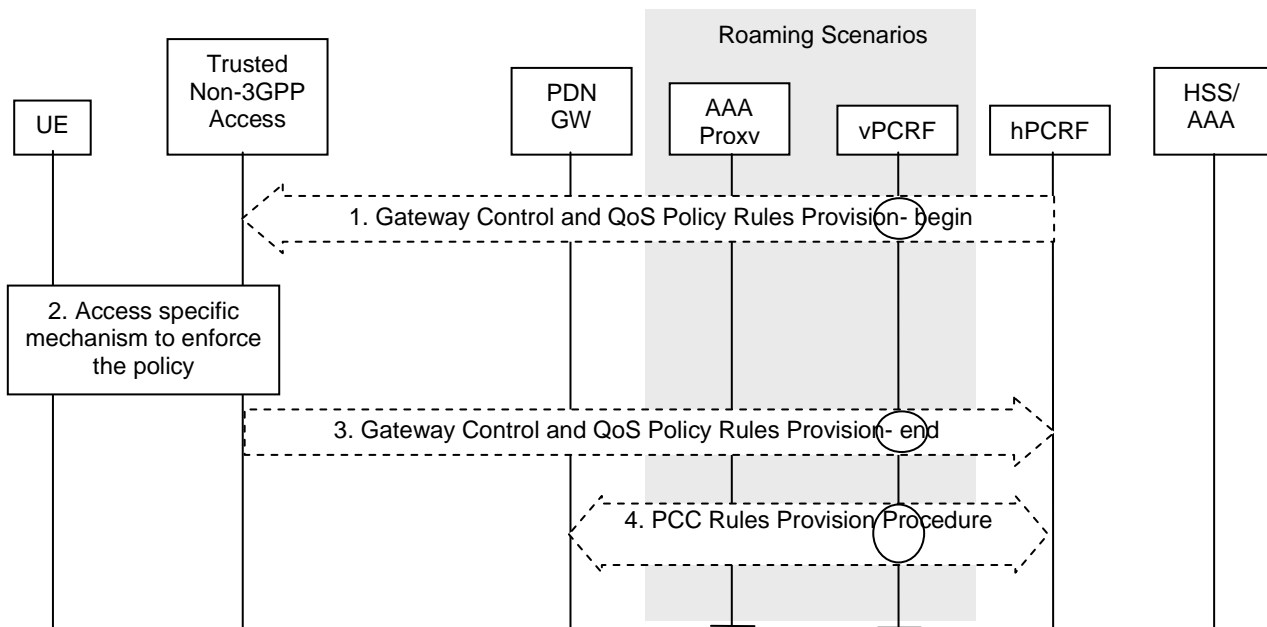 Roaming Scenarios
UE
Trusted
Non-3GPP
Access
PDN
GW
AAA
Proxv
vPCRF
hPCRF
HSS/
AAA
1. Gateway Control and QoS Policy Rules Provision- begin
2. Access specific
mechanism to enforce
the policy
3. Gateway Control and QoS Policy Rules Provision- end
4. PCC Rules Provision Procedure